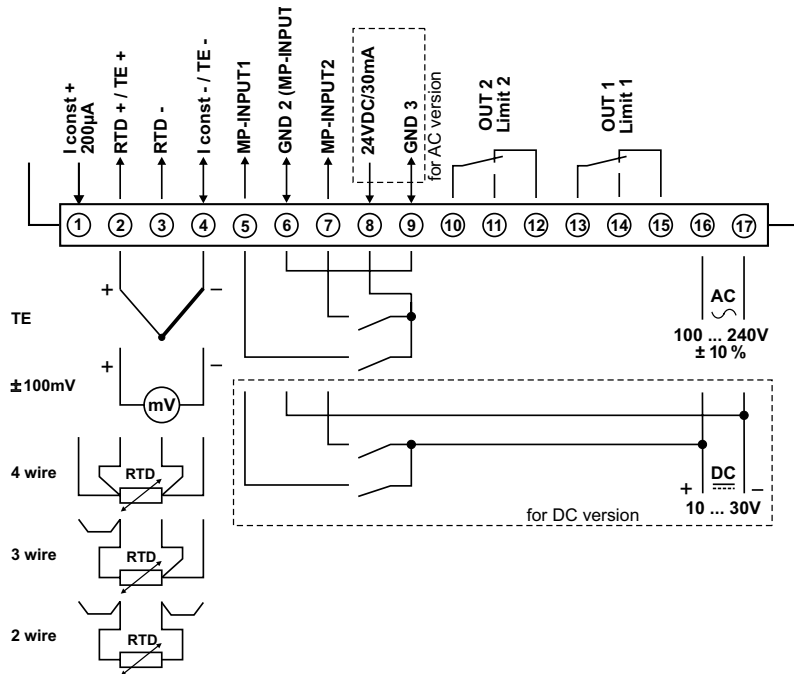 I const +
200µA
RTD + / TE +
RTD -
I const - / TE -
MP-INPUT1
GND 2 (MP-INPUT
MP-INPUT2
24VDC/30mA
GND 3
for AC version
OUT 2
Limit 2
OUT 1
Limit 1
1 2 3 4 5 6 7 8 9 10 11 12 13 14 15 16 17
TE
+ −
AC
100 ... 240V
± 10 %
±100mV
+ −
mV
4 wire
RTD
+ DC −
10 ... 30V
for DC version
3 wire
RTD
2 wire
RTD